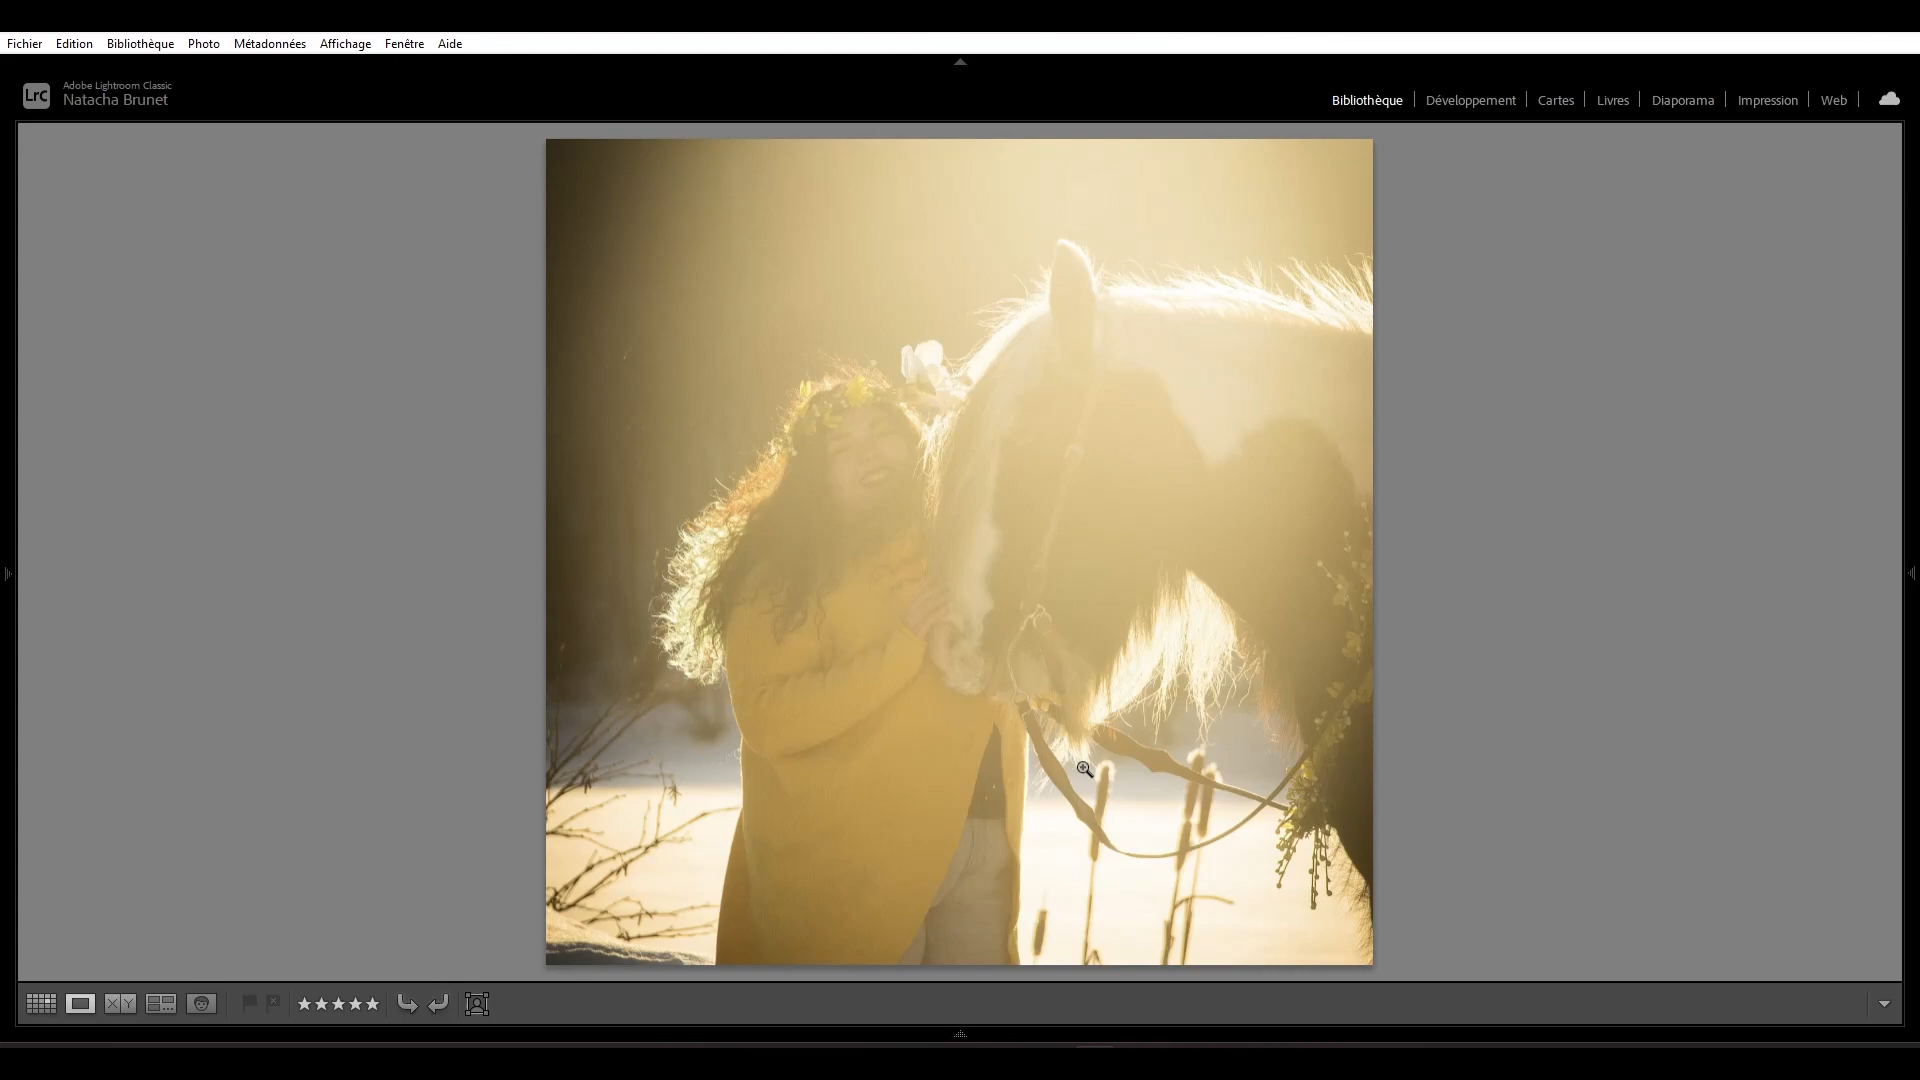 Fichier Edition Bibliothèque Photo Métadonnées Affichage Fenêtre Aide
LrC
Adobe Lightroom Classic
Natacha Brunet
Bibliothèque Développement Cartes Livres Diaporama Impression Web
X Y